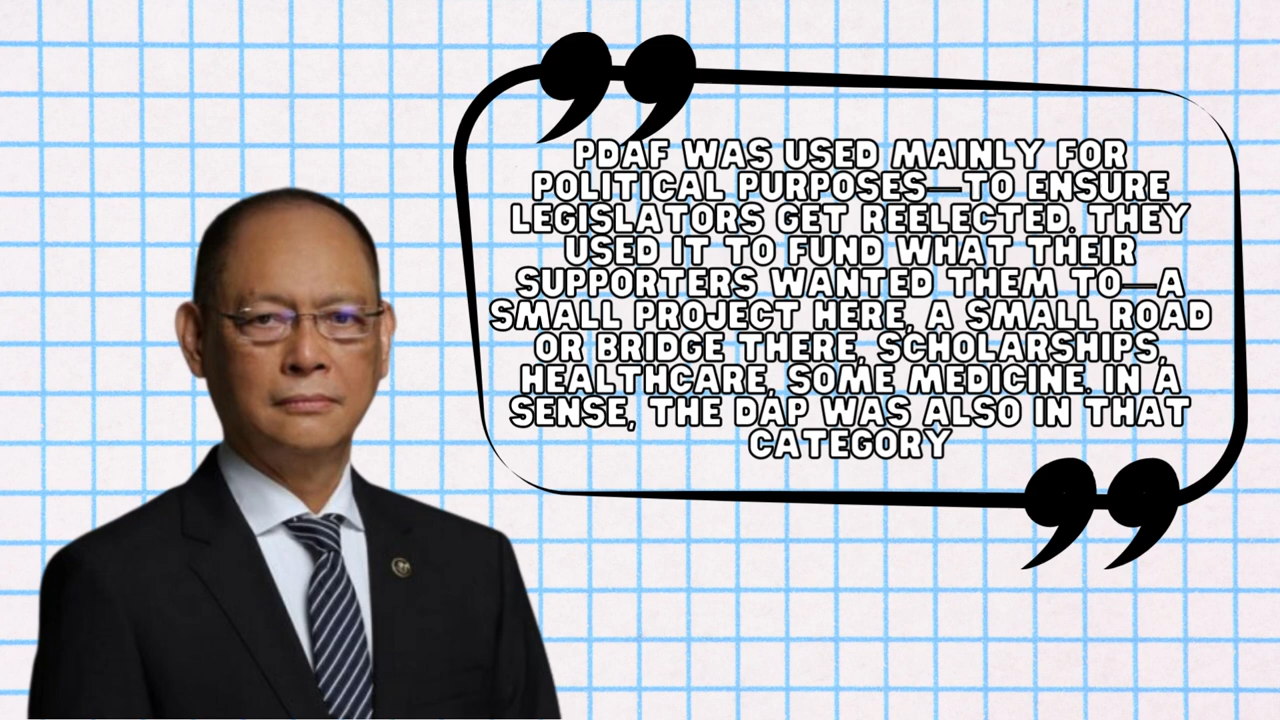 PDAF WAS USED MAINLY FOR
POLITICAL PURPOSES—TO ENSURE
LEGISLATORS GET REELECTED. THEY
USED IT TO FUND WHAT THEIR
SUPPORTERS WANTED THEM TO—A
SMALL PROJECT HERE, A SMALL ROAD
OR BRIDGE THERE, SCHOLARSHIPS,
HEALTHCARE, SOME MEDICINE. IN A
SENSE, THE DAP WAS ALSO IN THAT
CATEGORY